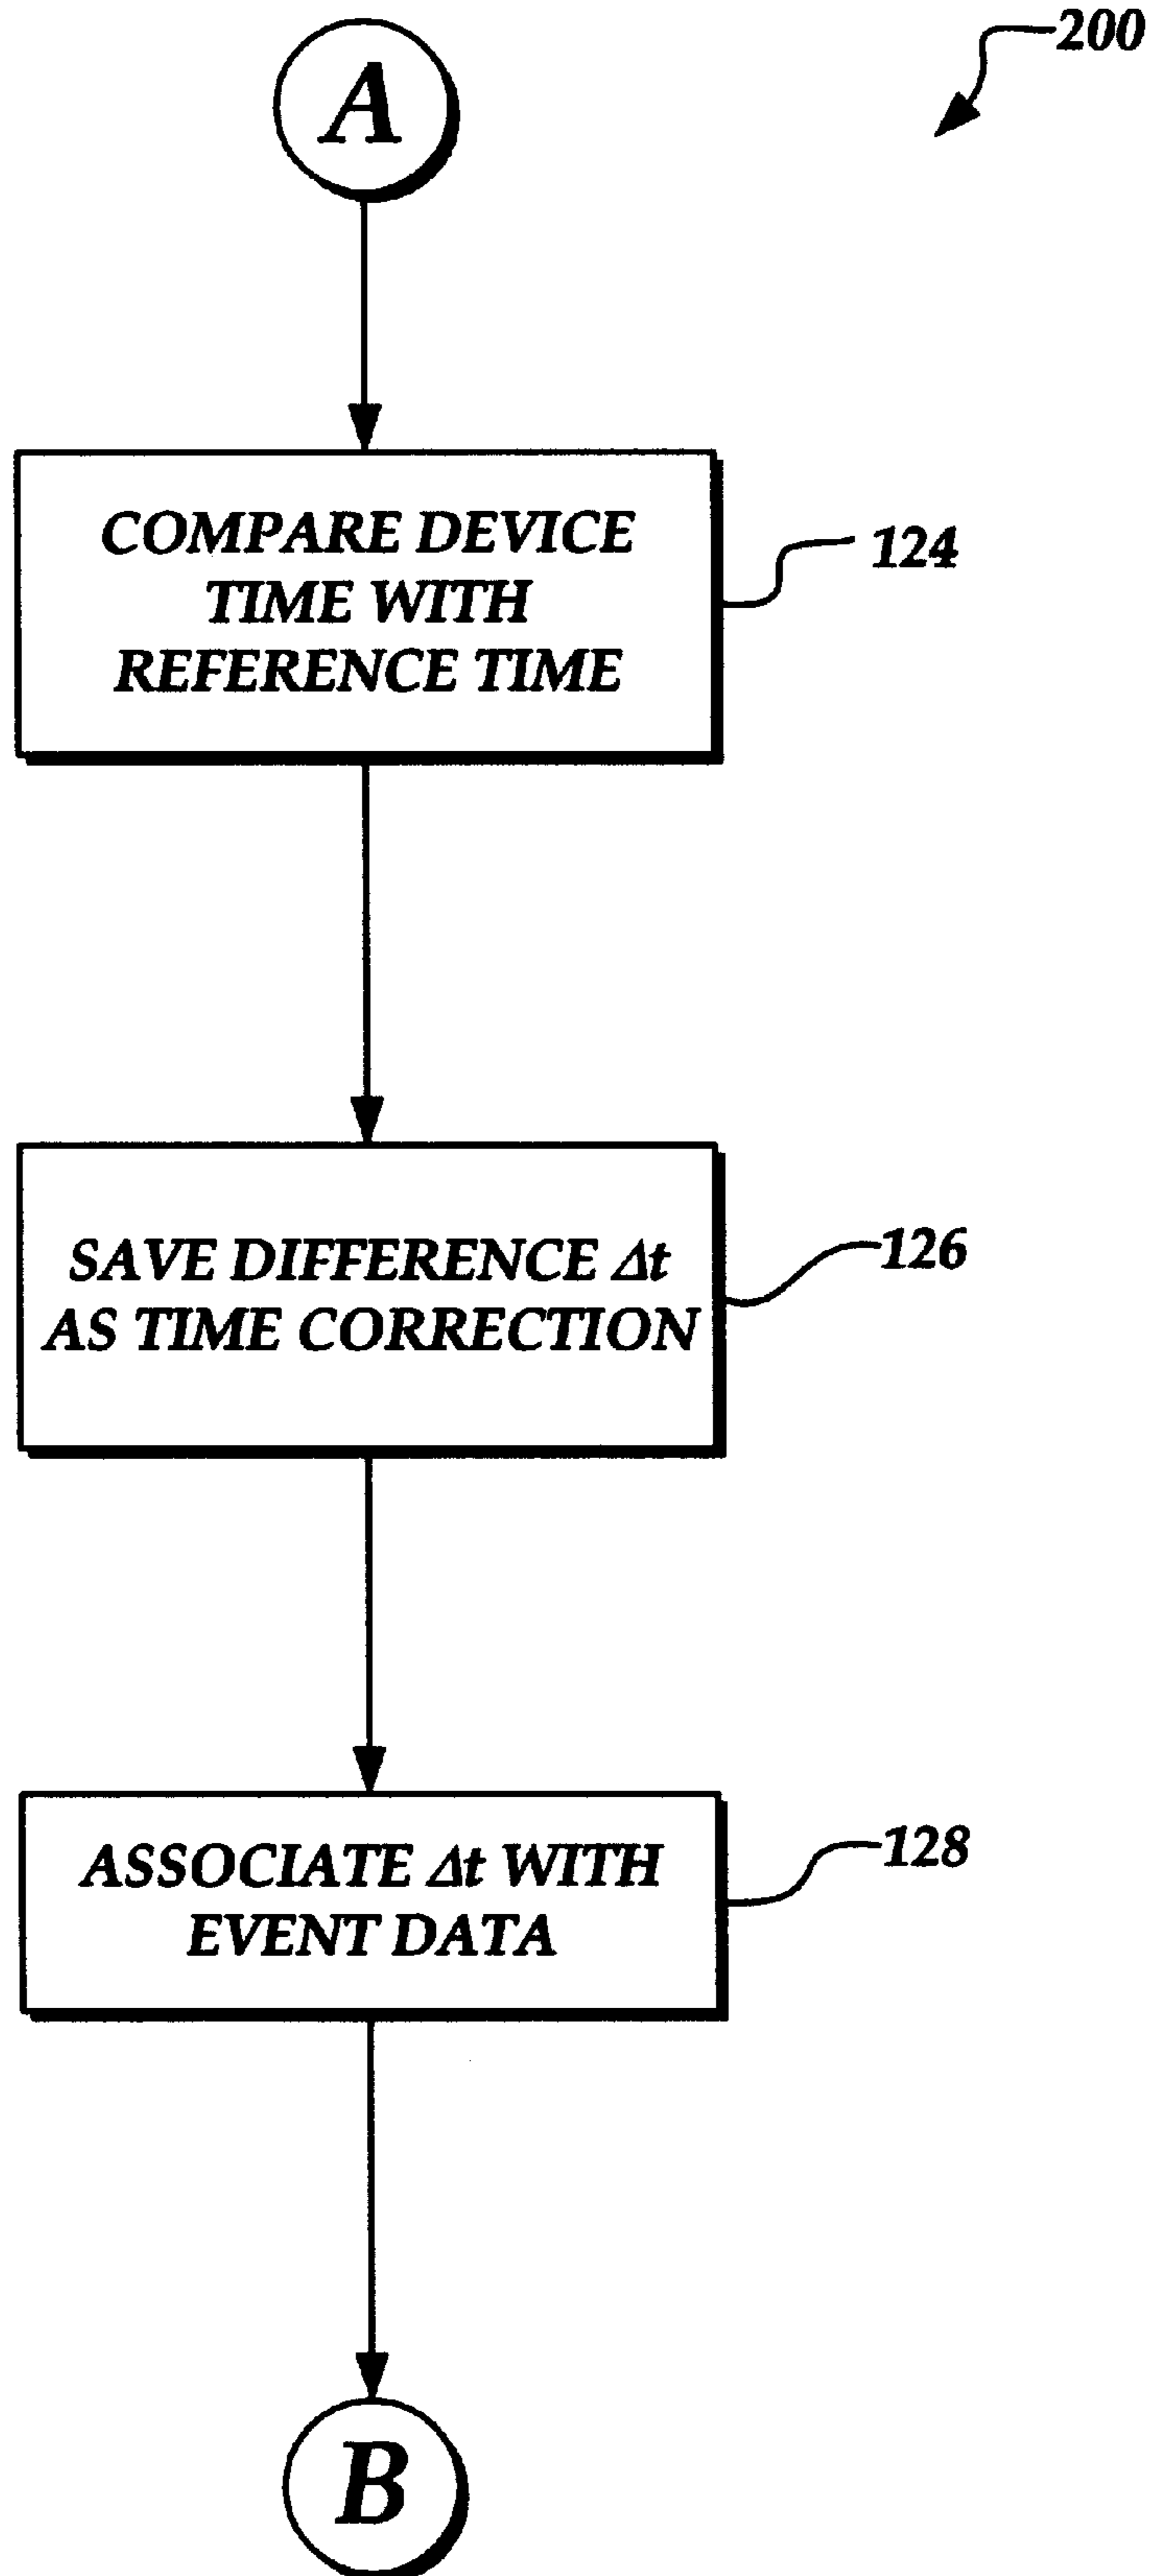 200
A
COMPARE DEVICE
TIME WITH
REFERENCE TIME
124
SAVE DIFFERENCE Δt
AS TIME CORRECTION
126
ASSOCIATE Δt WITH
EVENT DATA
128
B